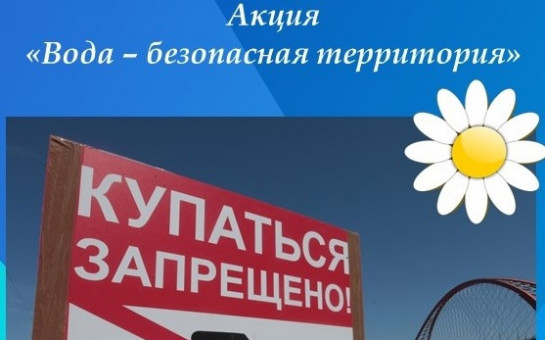 Акция
«Вода – безопасная территория»
КУПАТЬСЯ
ЗАПРЕЩЕНО!